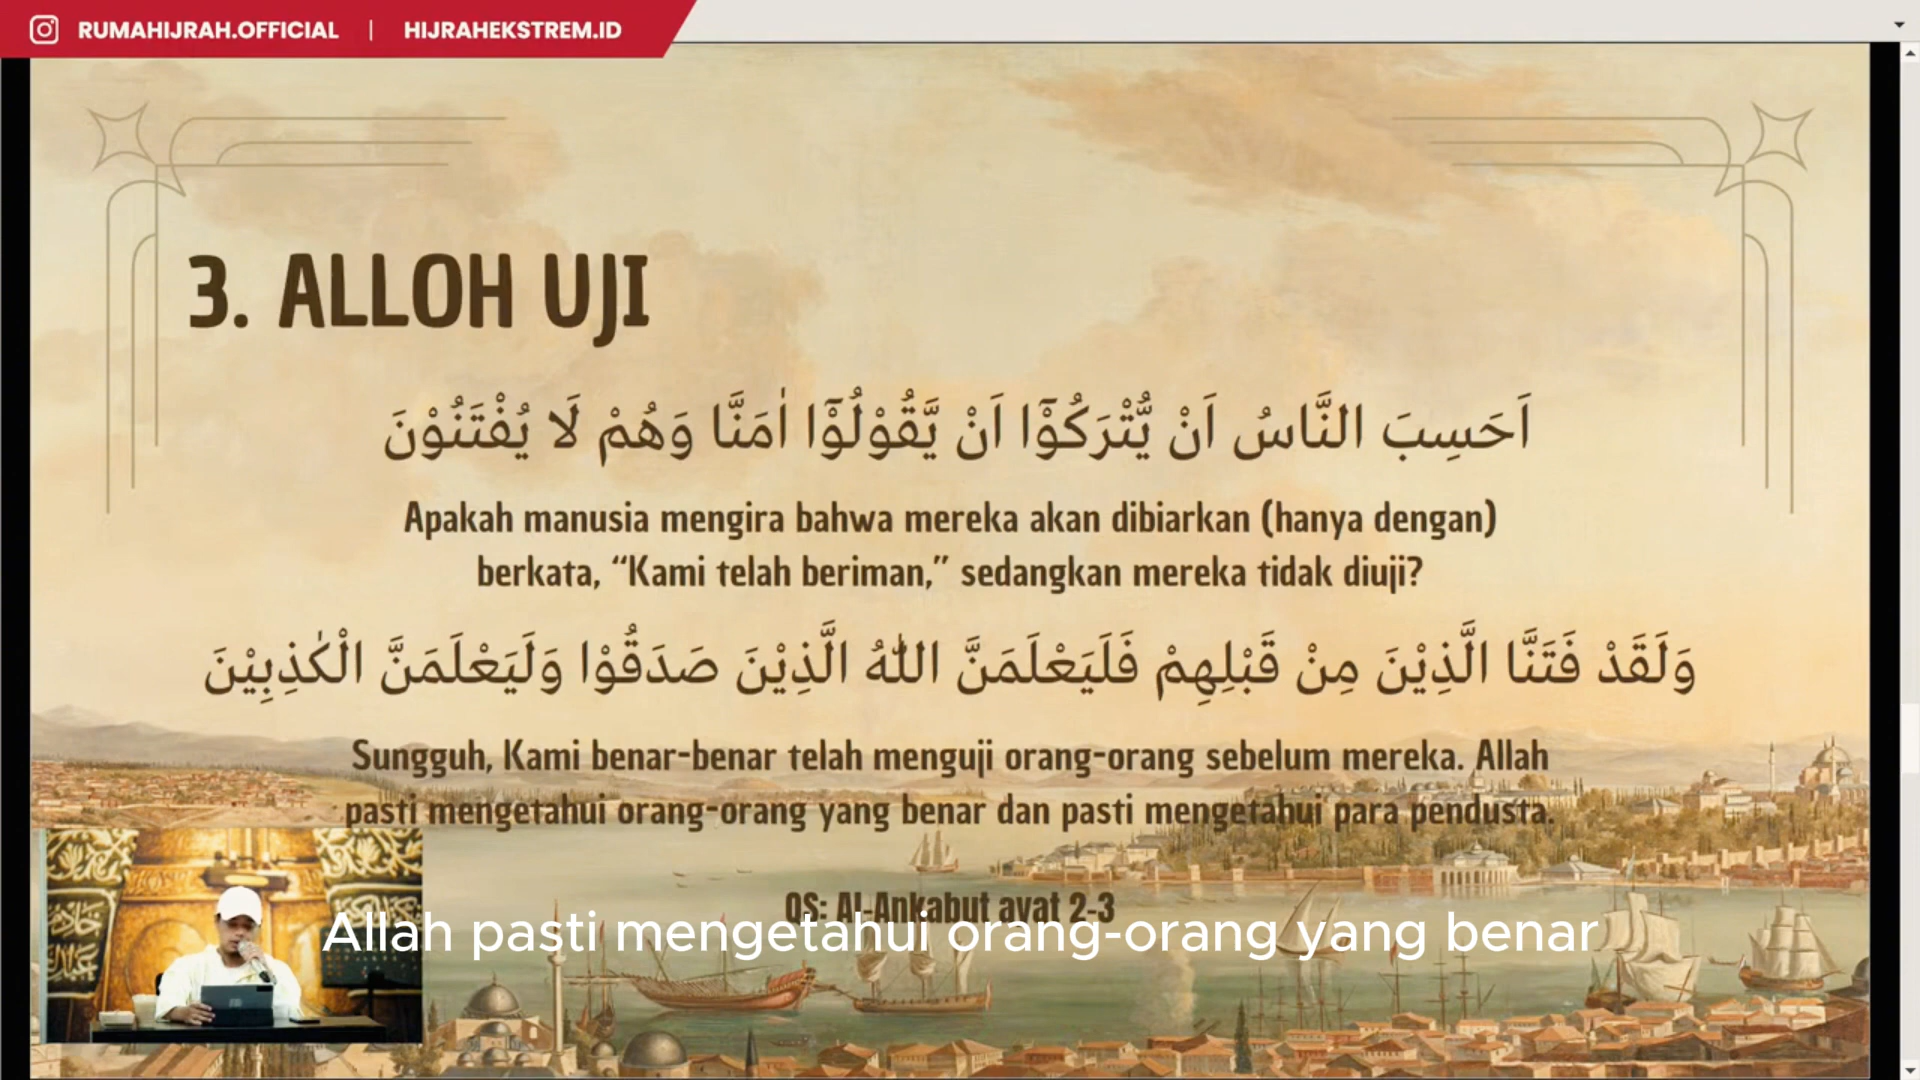 RUMAHIJRAH.OFFICIAL | HIJRAHEKSTREM.ID
3. ALLOH UJI
اَحَسِبَ النَّاسُ اَنْ يُّتْرَكُوْٓا اَنْ يَّقُوْلُوْٓا اٰمَنَّا وَهُمْ لَا يُفْتَنُوْنَ
Apakah manusia mengira bahwa mereka akan dibiarkan (hanya dengan)
berkata, “Kami telah beriman,” sedangkan mereka tidak diuji?
وَلَقَدْ فَتَنَّا الَّذِيْنَ مِنْ قَبْلِهِمْ فَلَيَعْلَمَنَّ اللّٰهُ الَّذِيْنَ صَدَقُوْا وَلَيَعْلَمَنَّ الْكٰذِبِيْنَ
Sungguh, Kami benar-benar telah menguji orang-orang sebelum mereka. Allah
pasti mengetahui orang-orang yang benar dan pasti mengetahui para pendusta.
QS: Al-Ankabut ayat 2-3
Allah pasti mengetahui orang-orang yang benar